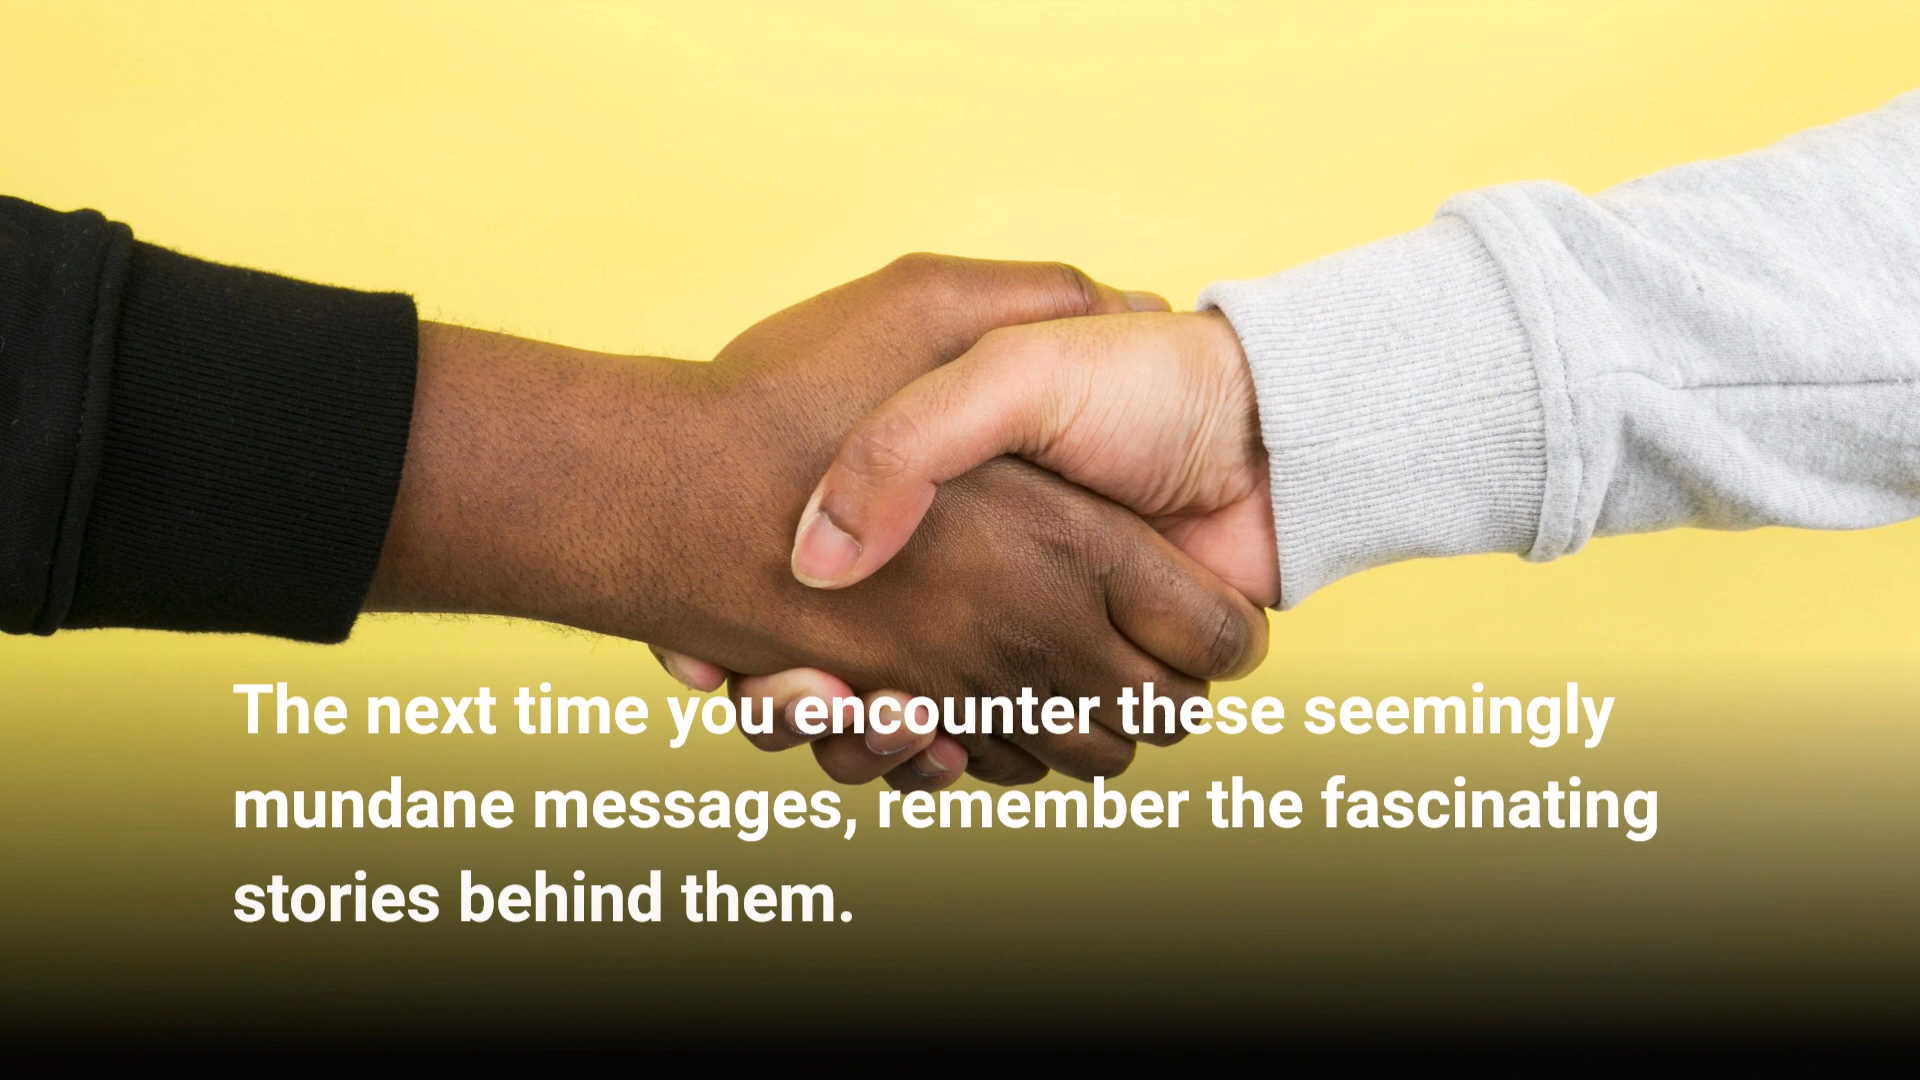 The next time you encounter these seemingly
mundane messages, remember the fascinating
stories behind them.